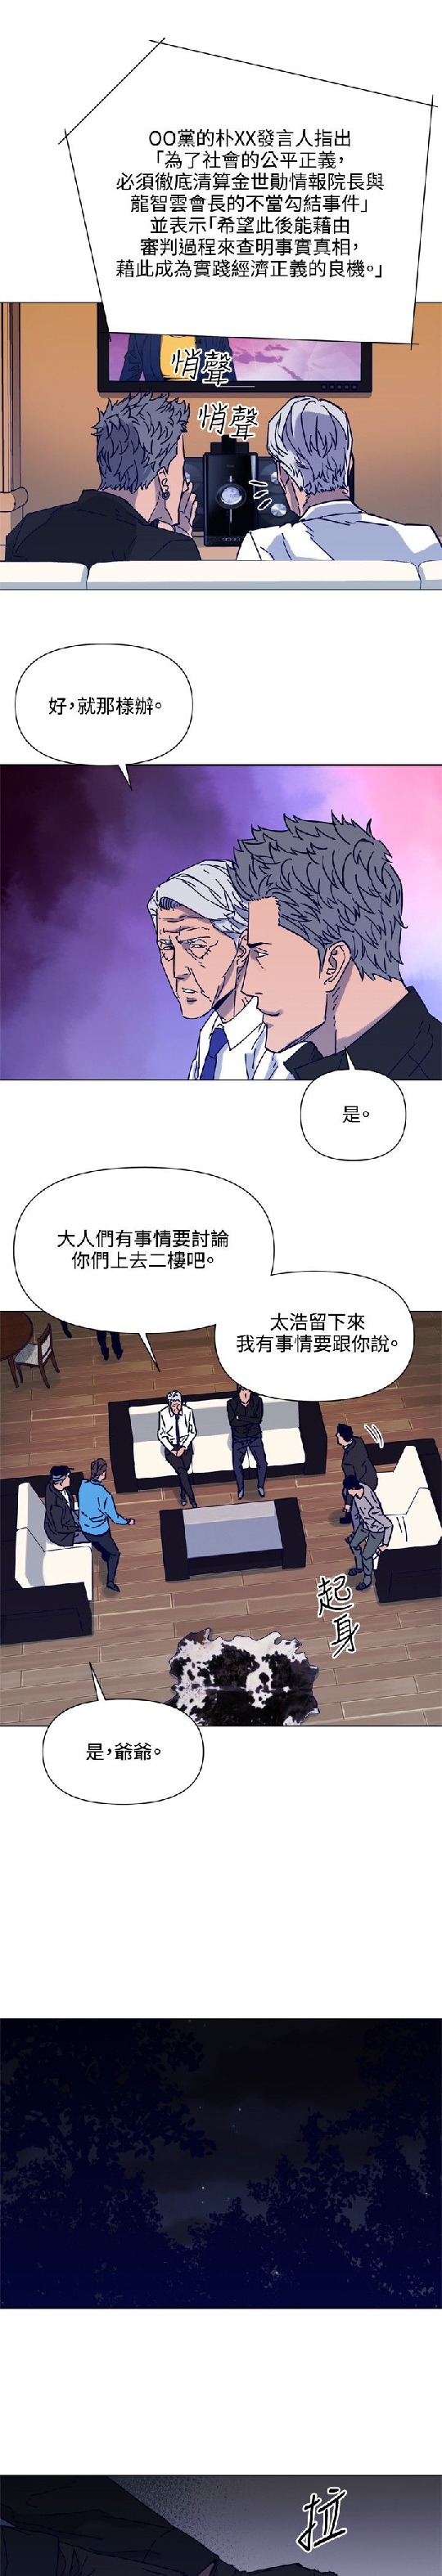 OO黨的朴XX發言人指出
「為了社會的公平正義，
必須徹底清算金世勛情報院長與
龍智雲會長的不當勾結事件」
並表示「希望此後能藉由
審判過程來查明事實真相，
藉此成為實踐經濟正義的良機。」
悄聲
悄聲
好，就那樣辦。
是。
大人們有事情要討論
你們上去二樓吧。
太浩留下來
我有事情要跟你說。
起身
是，爺爺。
拉